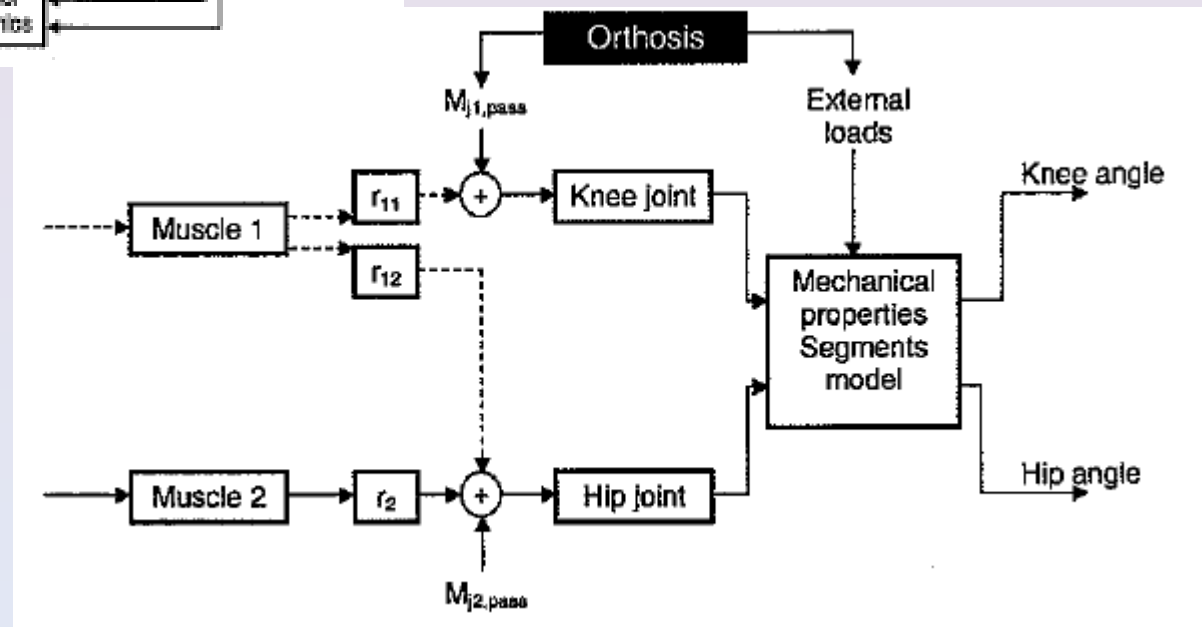 Orthosis
M_j1,pass
External
loads
Knee angle
r11
+
Knee joint
Muscle 1
r12
Mechanical
properties
Segments
model
Hip angle
Muscle 2
r2
+
Hip joint
M_j2,pass